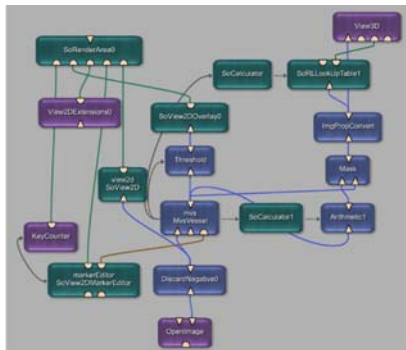 View3D
SoRenderArea0
SoCalculator
SoRLLookUpTable1
View2DExtensions0
SoView2DOverlay0
ImgPropConvert
Threshold
view2d
SoView2D
Mask
KeyCounter
mvs
MvsVessel
SoCalculator1
Arithmetic1
markerEditor
SoView2DMarkerEditor
DiscardNegative0
OpenImage